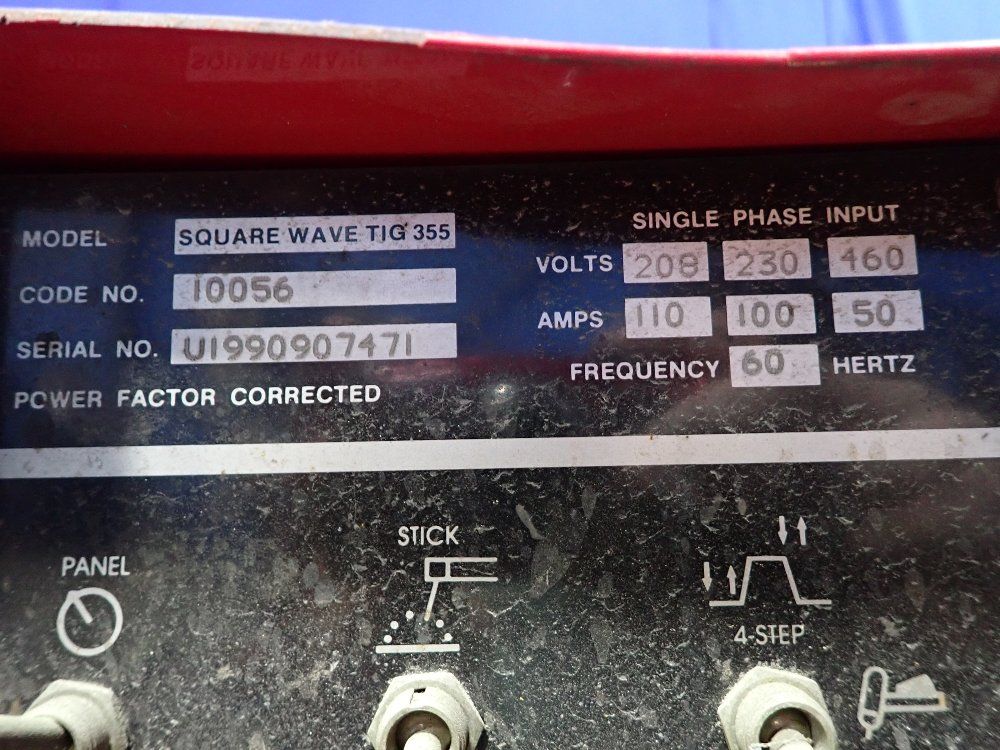 MODEL SQUARE WAVE TIG 355
CODE NO. 10056
SERIAL NO. U1990907471
POWER FACTOR CORRECTED
SINGLE PHASE INPUT
VOLTS 208 230 460
AMPS 110 100 50
FREQUENCY 60 HERTZ
PANEL
STICK
4-STEP